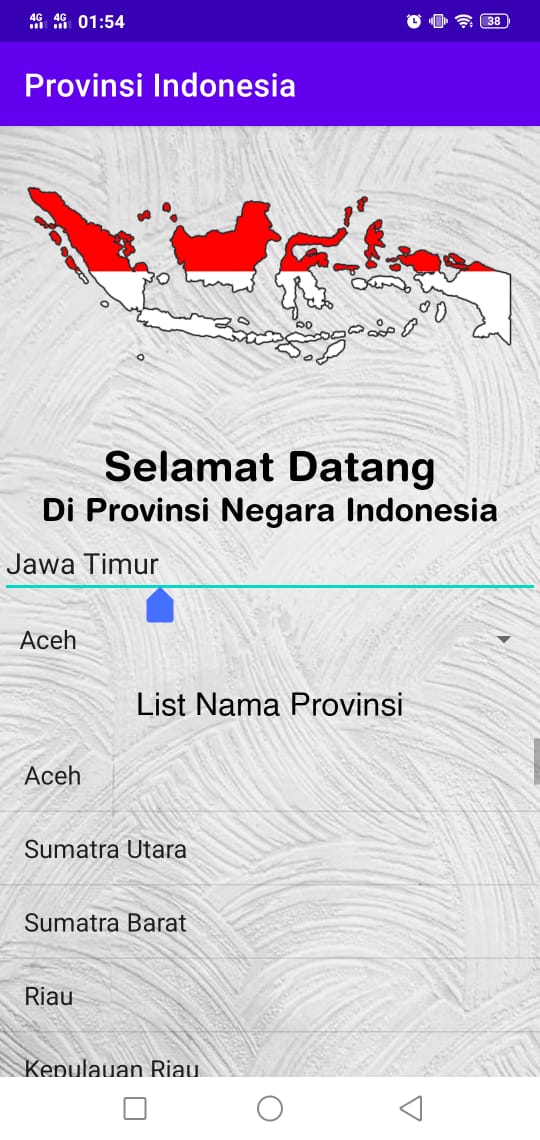 4G 4G 01:54 38
Provinsi Indonesia
Selamat Datang
Di Provinsi Negara Indonesia
Jawa Timur
Aceh
List Nama Provinsi
Aceh
Sumatra Utara
Sumatra Barat
Riau
Kepulauan Riau